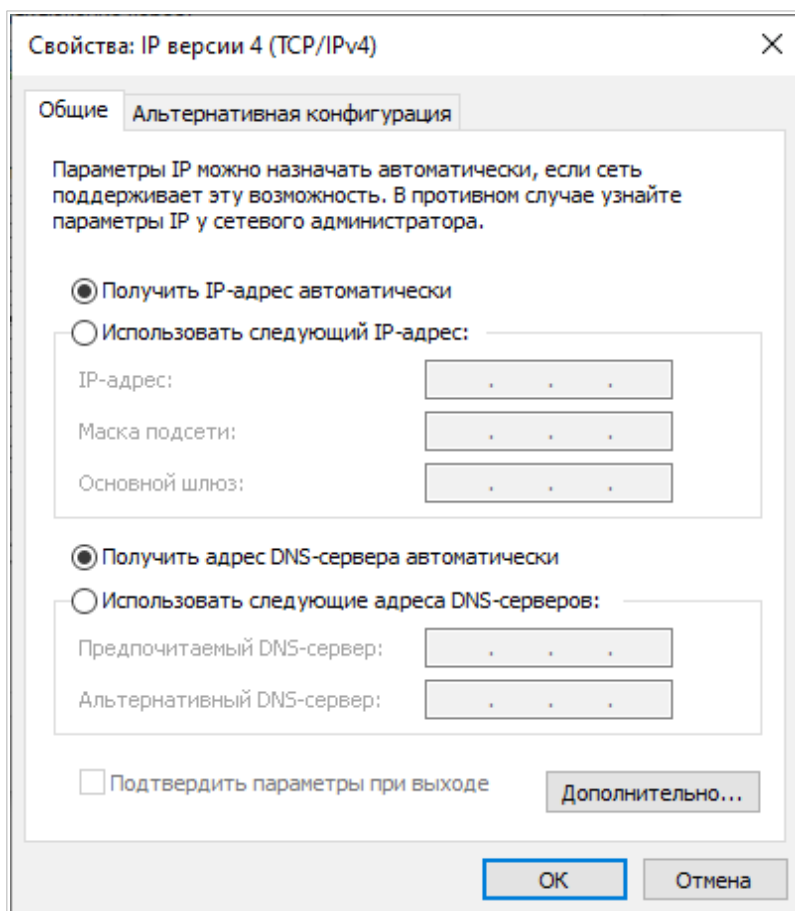 Свойства: IP версии 4 (TCP/IPv4)
Общие
Альтернативная конфигурация
Параметры IP можно назначать автоматически, если сеть
поддерживает эту возможность. В противном случае узнайте
параметры IP у сетевого администратора.
Получить IP-адрес автоматически
Использовать следующий IP-адрес:
IP-адрес:
Маска подсети:
Основной шлюз:
Получить адрес DNS-сервера автоматически
Использовать следующие адреса DNS-серверов:
Предпочитаемый DNS-сервер:
Альтернативный DNS-сервер:
Подтвердить параметры при выходе
Дополнительно...
ОК
Отмена